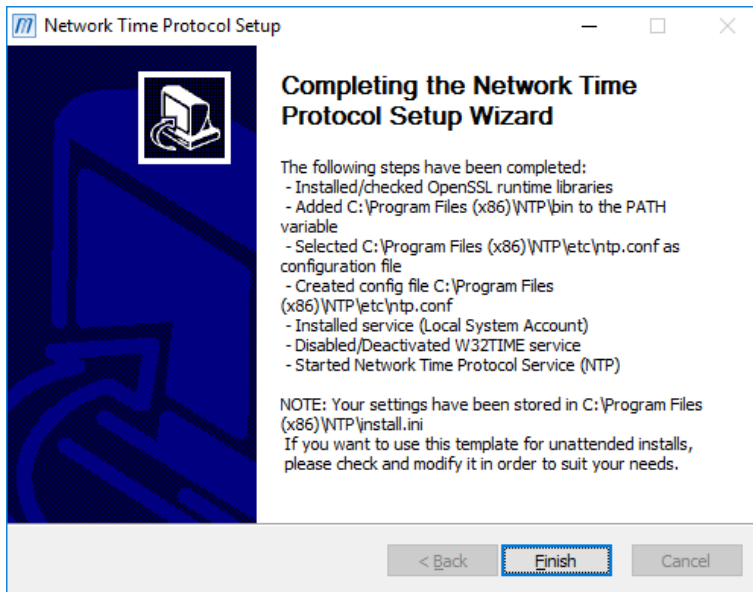 Network Time Protocol Setup
Completing the Network Time
Protocol Setup Wizard
The following steps have been completed:
- Installed/checked OpenSSL runtime libraries
- Added C:\Program Files (x86)\NTP\bin to the PATH
variable
- Selected C:\Program Files (x86)\NTP\etc\ntp.conf as
configuration file
- Created config file C:\Program Files
(x86)\NTP\etc\ntp.conf
- Installed service (Local System Account)
- Disabled/Deactivated W32TIME service
- Started Network Time Protocol Service (NTP)
NOTE: Your settings have been stored in C:\Program Files
(x86)\NTP\install.ini
If you want to use this template for unattended installs,
please check and modify it in order to suit your needs.
< Back Finish Cancel